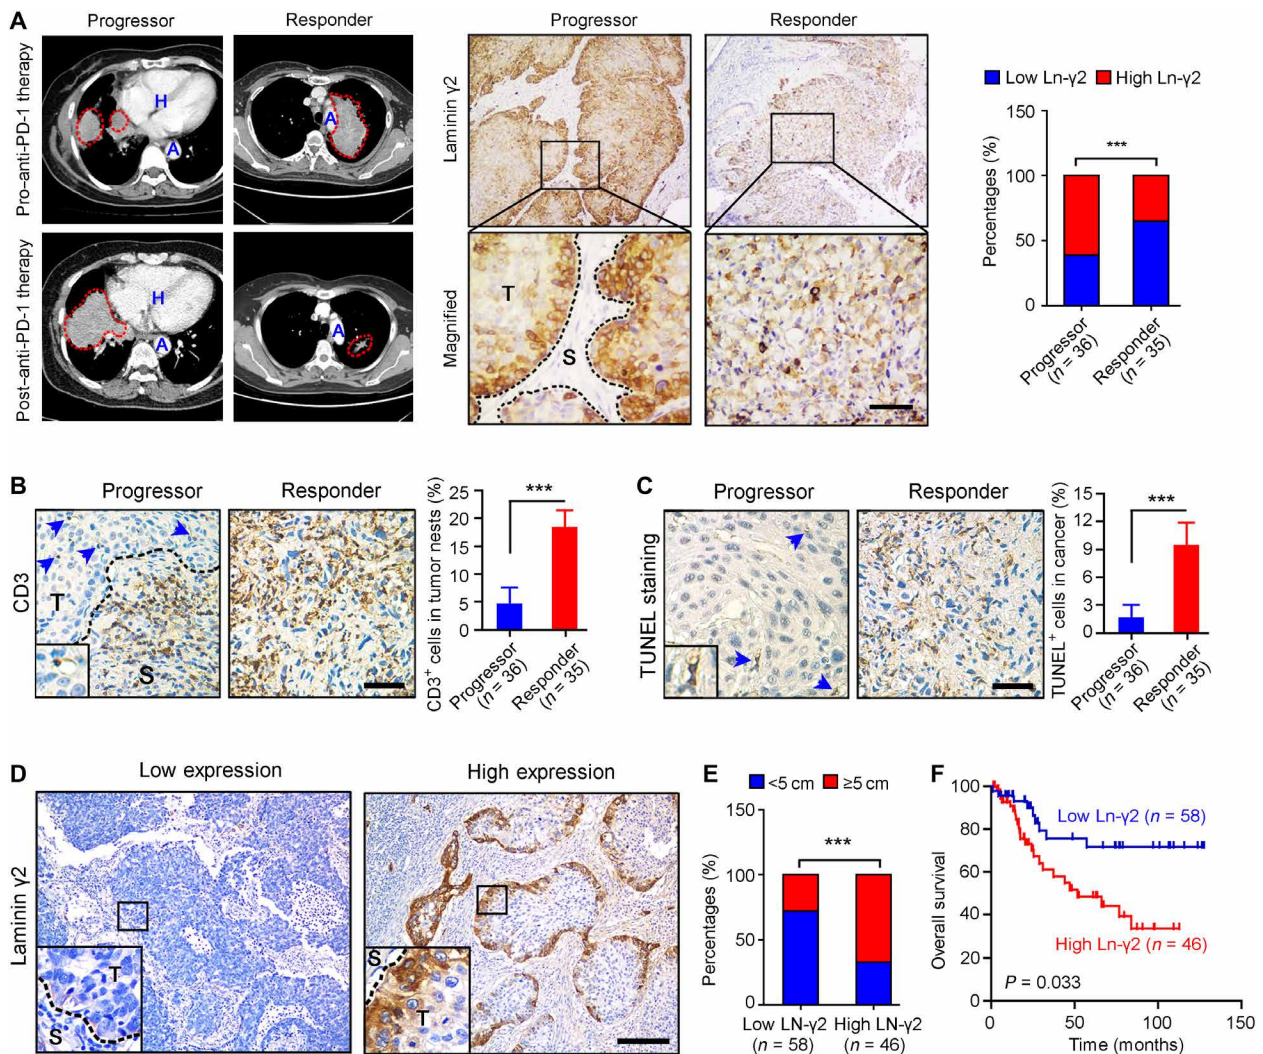 A
Progressor
Responder
Pro-anti-PD-1 therapy
H
A
A
Post-anti-PD-1 therapy
H
A
A
Progressor
Responder
Laminin γ2
Magnified
T
S
Low Ln-γ2
High Ln-γ2
Percentages (%)
150
100
50
0
***
Progressor
(n = 36)
Responder
(n = 35)
B
Progressor
Responder
CD3
T
S
CD3+ cells in tumor nests (%)
25
20
15
10
5
0
***
Progressor
(n = 36)
Responder
(n = 35)
C
Progressor
Responder
TUNEL staining
TUNEL+ cells in cancer (%)
15
12
9
6
3
0
***
Progressor
(n = 36)
Responder
(n = 35)
D
Low expression
High expression
Laminin γ2
T
S
S
T
E
<5 cm
≥5 cm
Percentages (%)
150
100
50
0
***
Low LN-γ2
(n = 58)
High LN-γ2
(n = 46)
F
Overall survival
100
80
60
40
20
0
Low Ln-γ2 (n = 58)
High Ln-γ2 (n = 46)
P = 0.033
0
50
100
150
Time (months)